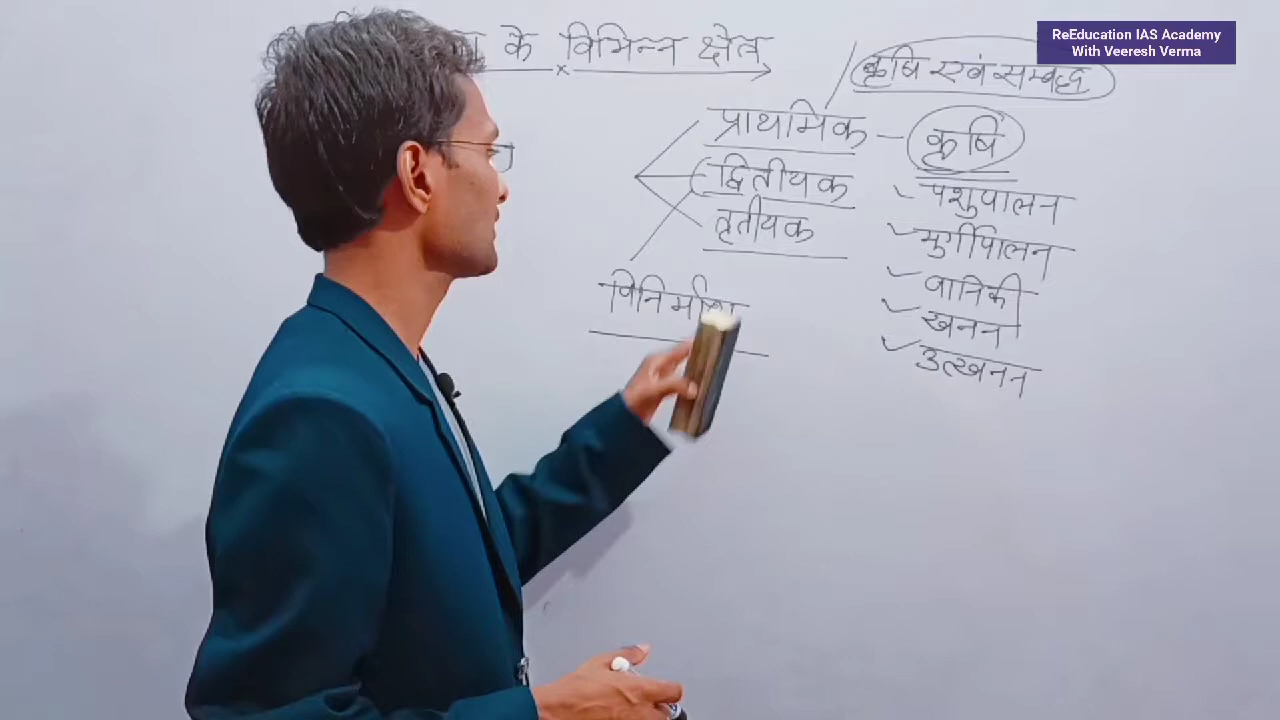 के विभिन्न क्षेत्र
ReEducation IAS Academy
With Veeresh Verma
कृषि एवं सम्बद्ध
प्राथमिक - कृषि
द्वितीयक
तृतीयक
पशुपालन
मुर्गीपालन
वानिकी
खनन
उत्खनन
विनिर्माण